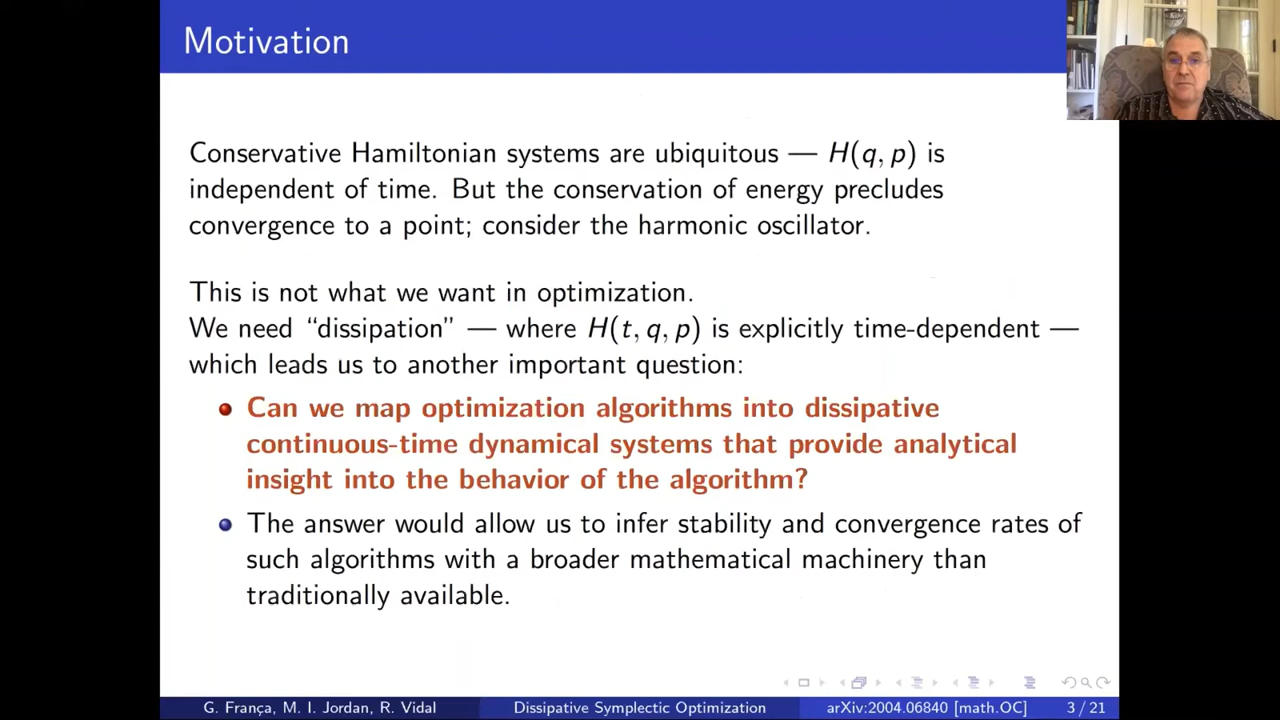 Motivation
Conservative Hamiltonian systems are ubiquitous — H(q, p) is
independent of time. But the conservation of energy precludes
convergence to a point; consider the harmonic oscillator.
This is not what we want in optimization.
We need “dissipation” — where H(t, q, p) is explicitly time-dependent —
which leads us to another important question:
Can we map optimization algorithms into dissipative
continuous-time dynamical systems that provide analytical
insight into the behavior of the algorithm?
The answer would allow us to infer stability and convergence rates of
such algorithms with a broader mathematical machinery than
traditionally available.
G. França, M. I. Jordan, R. Vidal
Dissipative Symplectic Optimization
arXiv:2004.06840 [math.OC]
3 / 21